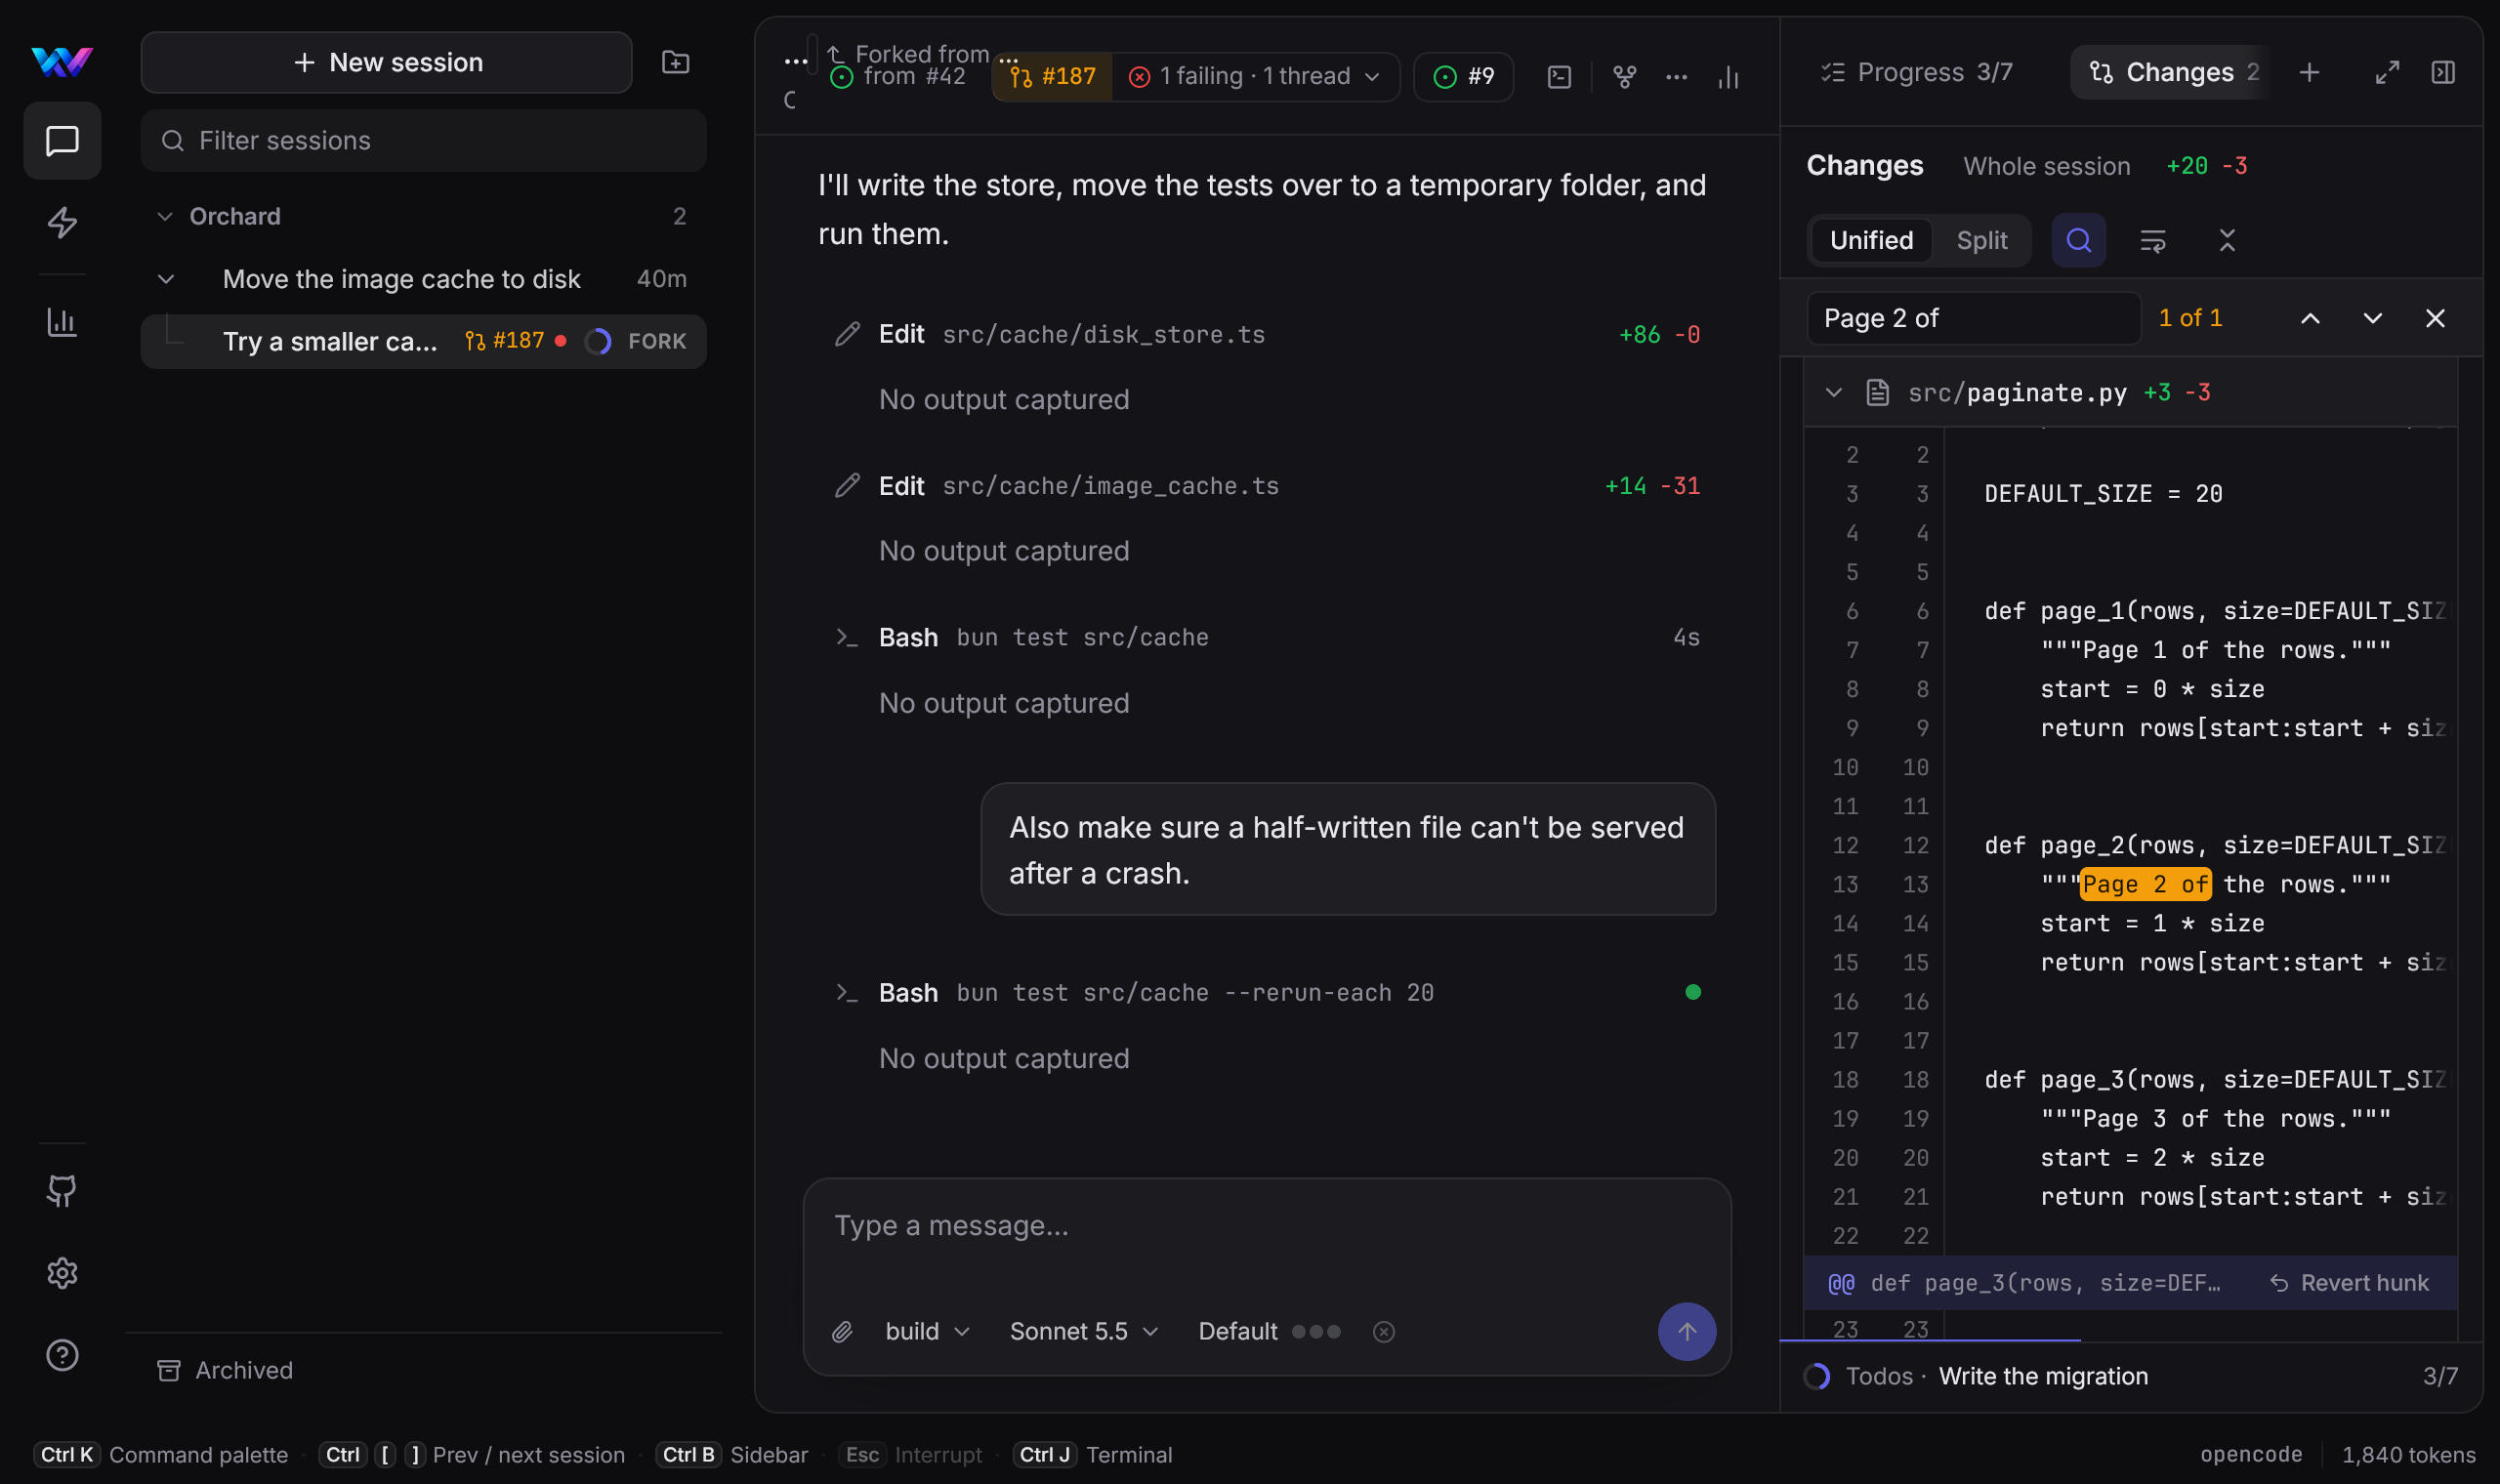 New session
Filter sessions
Orchard 2
Move the image cache to disk 40m
Try a smaller ca... #187 FORK
Archived
... Forked from ...
from #42 #187 1 failing · 1 thread #9
I'll write the store, move the tests over to a temporary folder, and
run them.
Edit src/cache/disk_store.ts +86 -0
No output captured
Edit src/cache/image_cache.ts +14 -31
No output captured
Bash bun test src/cache 4s
No output captured
Also make sure a half-written file can't be served
after a crash.
Bash bun test src/cache --rerun-each 20
No output captured
Type a message...
build Sonnet 5.5 Default
Progress 3/7 Changes 2
Changes Whole session +20 -3
Unified Split
Page 2 of 1 of 1
src/paginate.py +3 -3
2 2
3 3 DEFAULT_SIZE = 20
4 4
5 5
6 6 def page_1(rows, size=DEFAULT_SIZ
7 7 """Page 1 of the rows."""
8 8 start = 0 * size
9 9 return rows[start:start + siz
10 10
11 11
12 12 def page_2(rows, size=DEFAULT_SIZ
13 13 """Page 2 of the rows."""
14 14 start = 1 * size
15 15 return rows[start:start + siz
16 16
17 17
18 18 def page_3(rows, size=DEFAULT_SIZ
19 19 """Page 3 of the rows."""
20 20 start = 2 * size
21 21 return rows[start:start + siz
22 22
@@ def page_3(rows, size=DEF... Revert hunk
23 23
Todos · Write the migration 3/7
Ctrl K Command palette · Ctrl [ ] Prev / next session · Ctrl B Sidebar · Esc Interrupt · Ctrl J Terminal
opencode 1,840 tokens